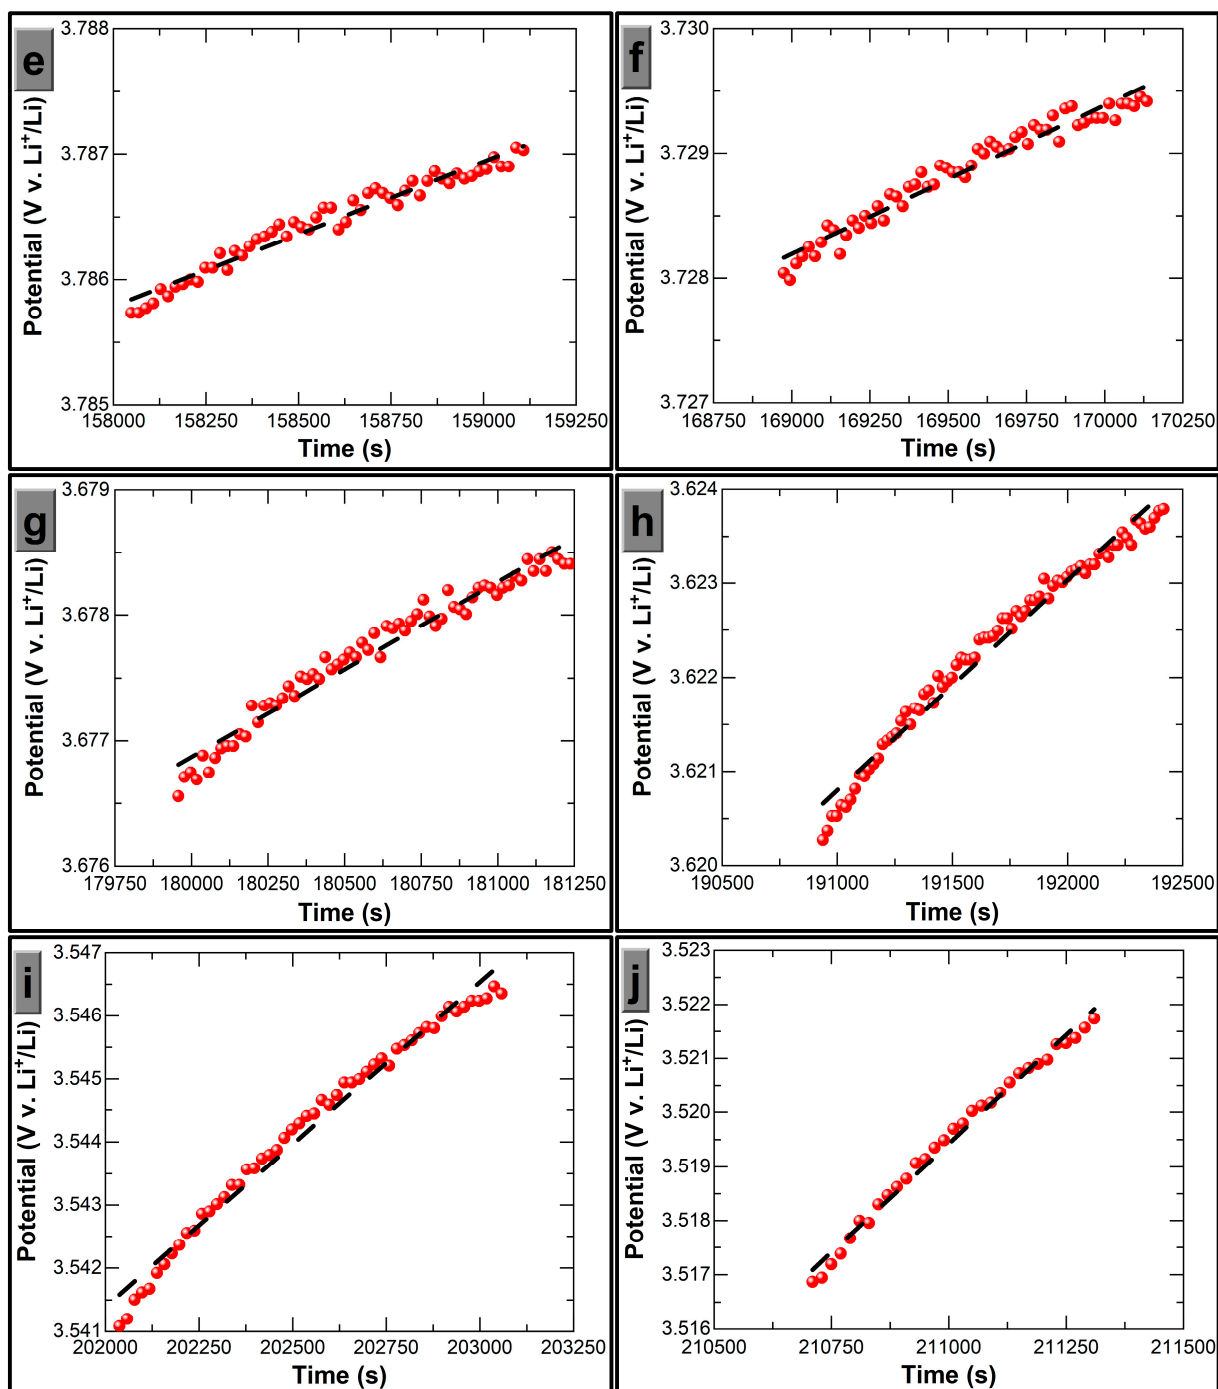 e
3.788
3.787
3.786
3.785
Potential (V v. Li⁺/Li)
158000 158250 158500 158750 159000 159250
Time (s)
f
3.730
3.729
3.728
3.727
Potential (V v. Li⁺/Li)
168750 169000 169250 169500 169750 170000 170250
Time (s)
g
3.679
3.678
3.677
3.676
Potential (V v. Li⁺/Li)
179750 180000 180250 180500 180750 181000 181250
Time (s)
h
3.624
3.623
3.622
3.621
3.620
Potential (V v. Li⁺/Li)
190500 191000 191500 192000 192500
Time (s)
i
3.547
3.546
3.545
3.544
3.543
3.542
3.541
Potential (V v. Li⁺/Li)
202000 202250 202500 202750 203000 203250
Time (s)
j
3.523
3.522
3.521
3.520
3.519
3.518
3.517
3.516
Potential (V v. Li⁺/Li)
210500 210750 211000 211250 211500
Time (s)